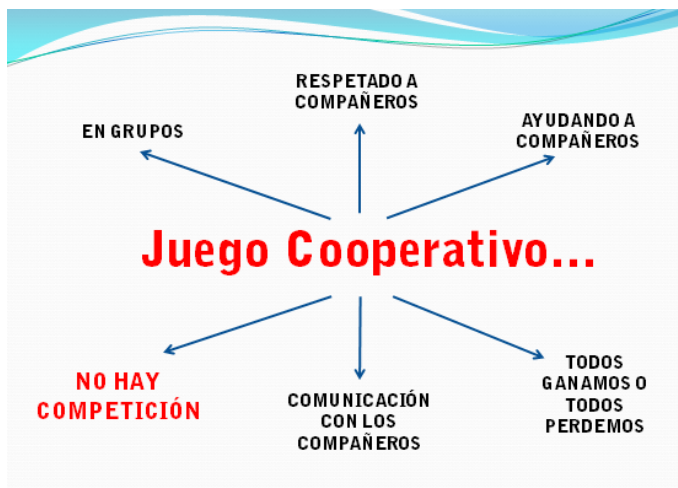 RESPETADO A
COMPAÑEROS
EN GRUPOS
AYUDANDO A
COMPAÑEROS
Juego Cooperativo...
NO HAY
COMPETICIÓN
COMUNICACIÓN
CON LOS
COMPAÑEROS
TODOS
GANAMOS O
TODOS
PERDEMOS